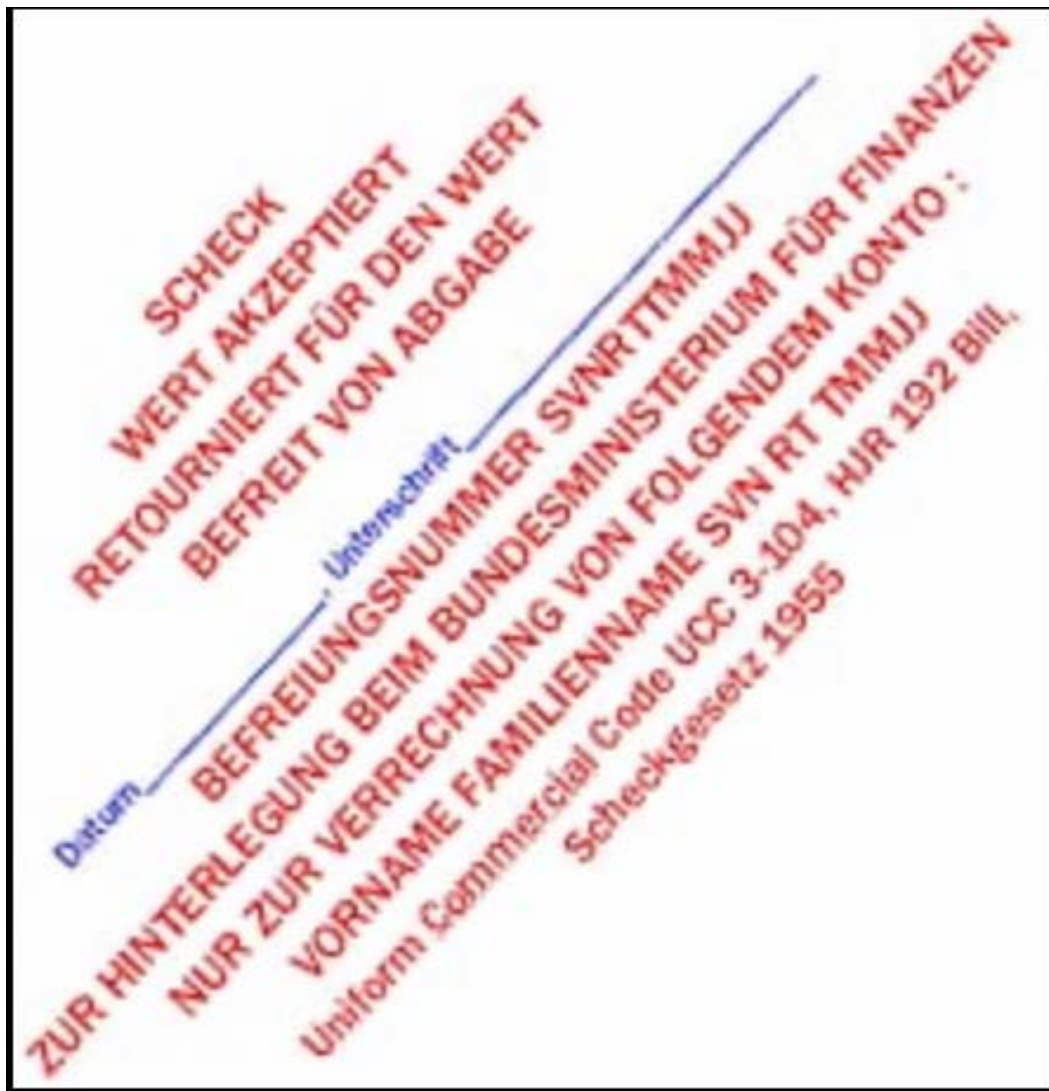 SCHECK
WERT AKZEPTIERT
RETOURNIERT FÜR DEN WERT
BEFREIT VON ABGABE
Datum__________, Unterschrift__________
BEFREIUNGSNUMMER SVNRTTMMJJ
ZUR HINTERLEGUNG BEIM BUNDESMINISTERIUM FÜR FINANZEN
NUR ZUR VERRECHNUNG VON FOLGENDEM KONTO :
VORNAME FAMILIENNAME SVN RT TMMJJ
Uniform Commercial Code UCC 3-104, HJR 192 Bill,
Scheckgesetz 1955